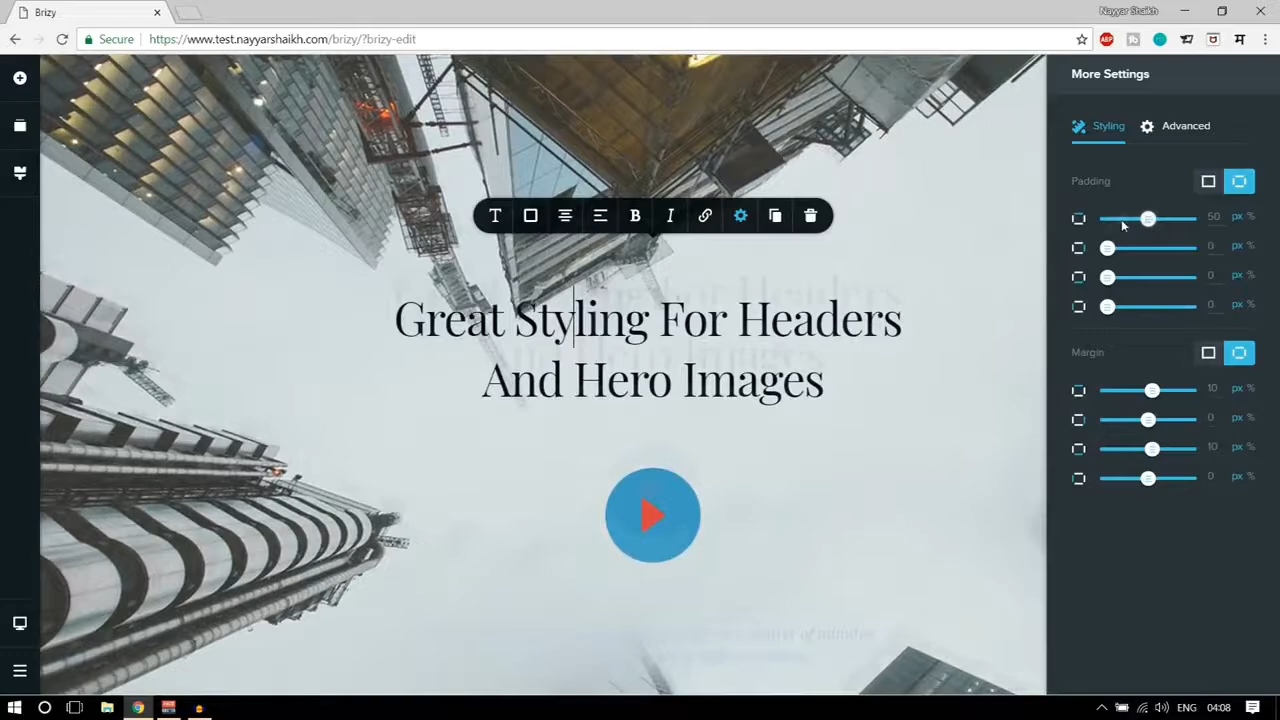 Brizy
Nayyar Shaikh
Secure
https://www.test.nayyarshaikh.com/brizy/?brizy-edit
ABP
More Settings
Styling
Advanced
Padding
50 px %
0 px %
0 px %
0 px %
T B I
Great Styling For Headers
And Hero Images
Margin
10 px %
0 px %
10 px %
0 px %
ENG
04:08